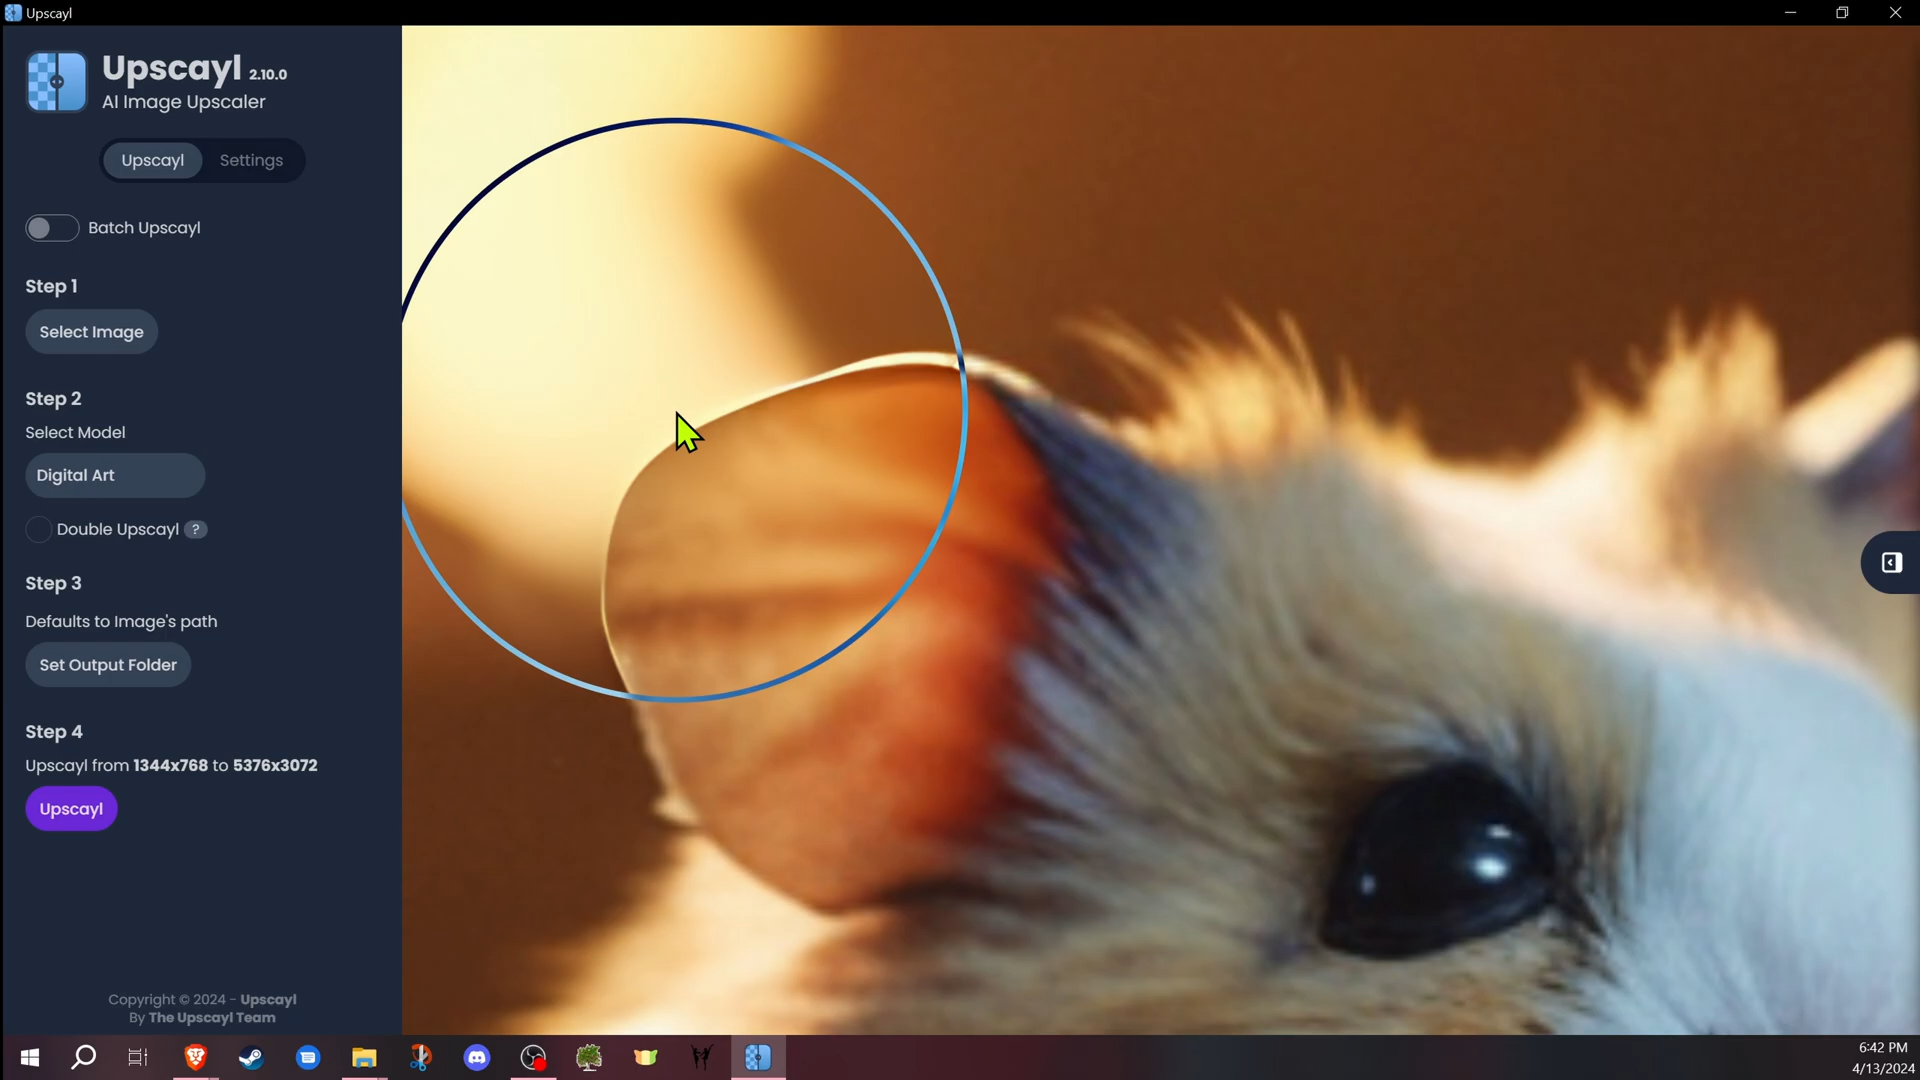 Upscayl
Upscayl 2.10.0
AI Image Upscaler
Upscayl Settings
Batch Upscayl
Step 1
Select Image
Step 2
Select Model
Digital Art
Double Upscayl ?
Step 3
Defaults to Image's path
Set Output Folder
Step 4
Upscayl from 1344x768 to 5376x3072
Upscayl
Copyright © 2024 - Upscayl
By The Upscayl Team
6:42 PM
4/13/2024